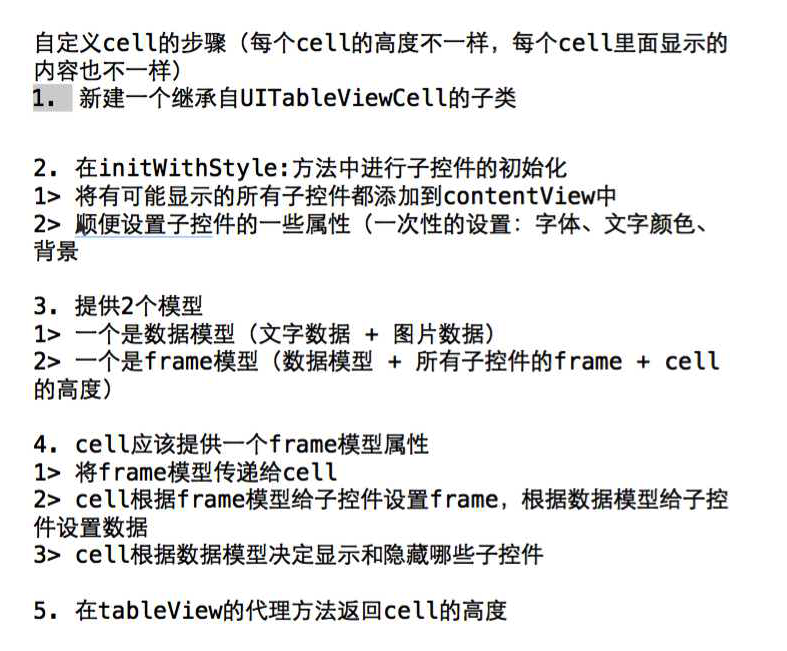 自定义cell的步骤（每个cell的高度不一样，每个cell里面显示的
内容也不一样）
1. 新建一个继承自UITableViewCell的子类
2. 在initWithStyle:方法中进行子控件的初始化
1> 将有可能显示的所有子控件都添加到contentView中
2> 顺便设置子控件的一些属性（一次性的设置：字体、文字颜色、
背景
3. 提供2个模型
1> 一个是数据模型（文字数据 + 图片数据）
2> 一个是frame模型（数据模型 + 所有子控件的frame + cell
的高度）
4. cell应该提供一个frame模型属性
1> 将frame模型传递给cell
2> cell根据frame模型给子控件设置frame，根据数据模型给子控
件设置数据
3> cell根据数据模型决定显示和隐藏哪些子控件
5. 在tableView的代理方法返回cell的高度